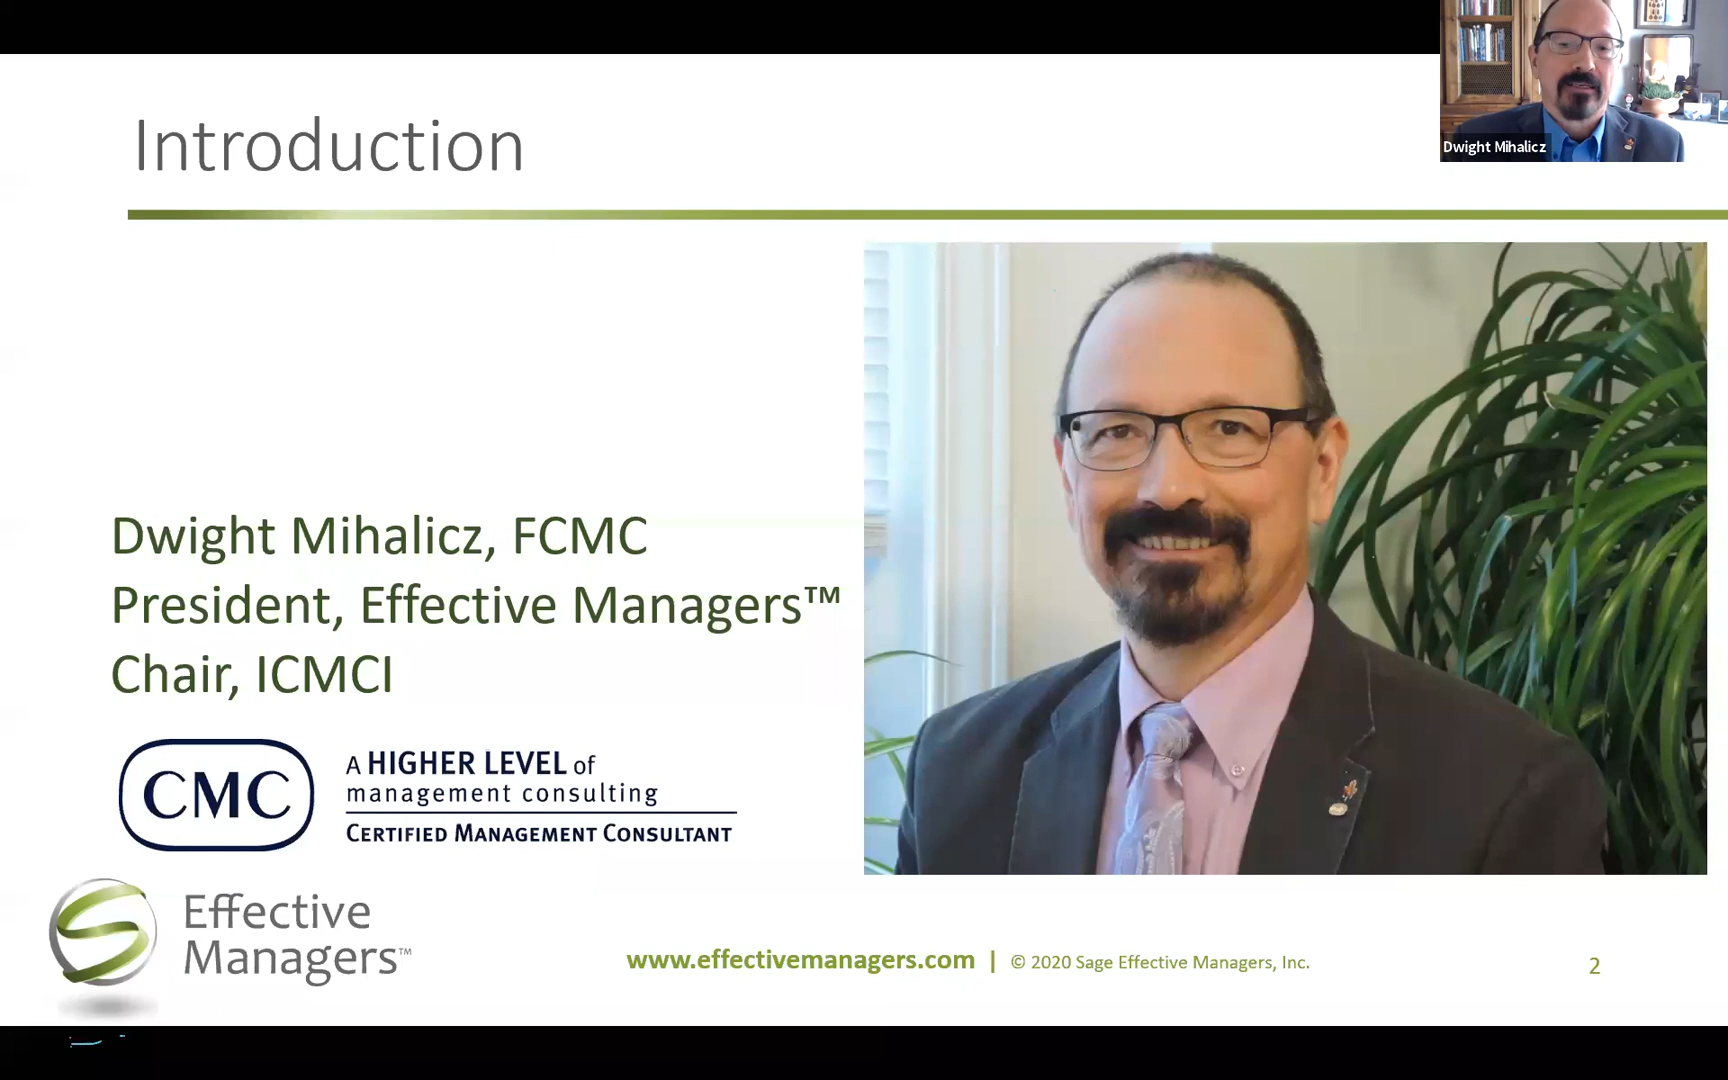 Introduction
Dwight Mihalicz
Dwight Mihalicz, FCMC
President, Effective Managers™
Chair, ICMCI
CMC
A HIGHER LEVEL of
management consulting
CERTIFIED MANAGEMENT CONSULTANT
Effective
Managers™
www.effectivemanagers.com | © 2020 Sage Effective Managers, Inc.
2